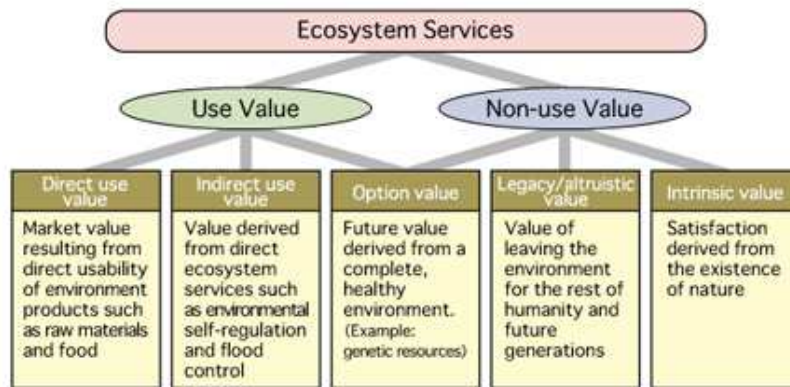 Ecosystem Services
Use Value
Non-use Value
Direct use
value
Market value
resulting from
direct usability
of environment
products such
as raw materials
and food
Indirect use
value
Value derived
from direct
ecosystem
services such
as environmental
self-regulation
and flood
control
Option value
Future value
derived from a
complete,
healthy
environment.
(Example:
genetic resources)
Legacy/altruistic
value
Value of
leaving the
environment
for the rest of
humanity and
future
generations
Intrinsic value
Satisfaction
derived from
the existence
of nature